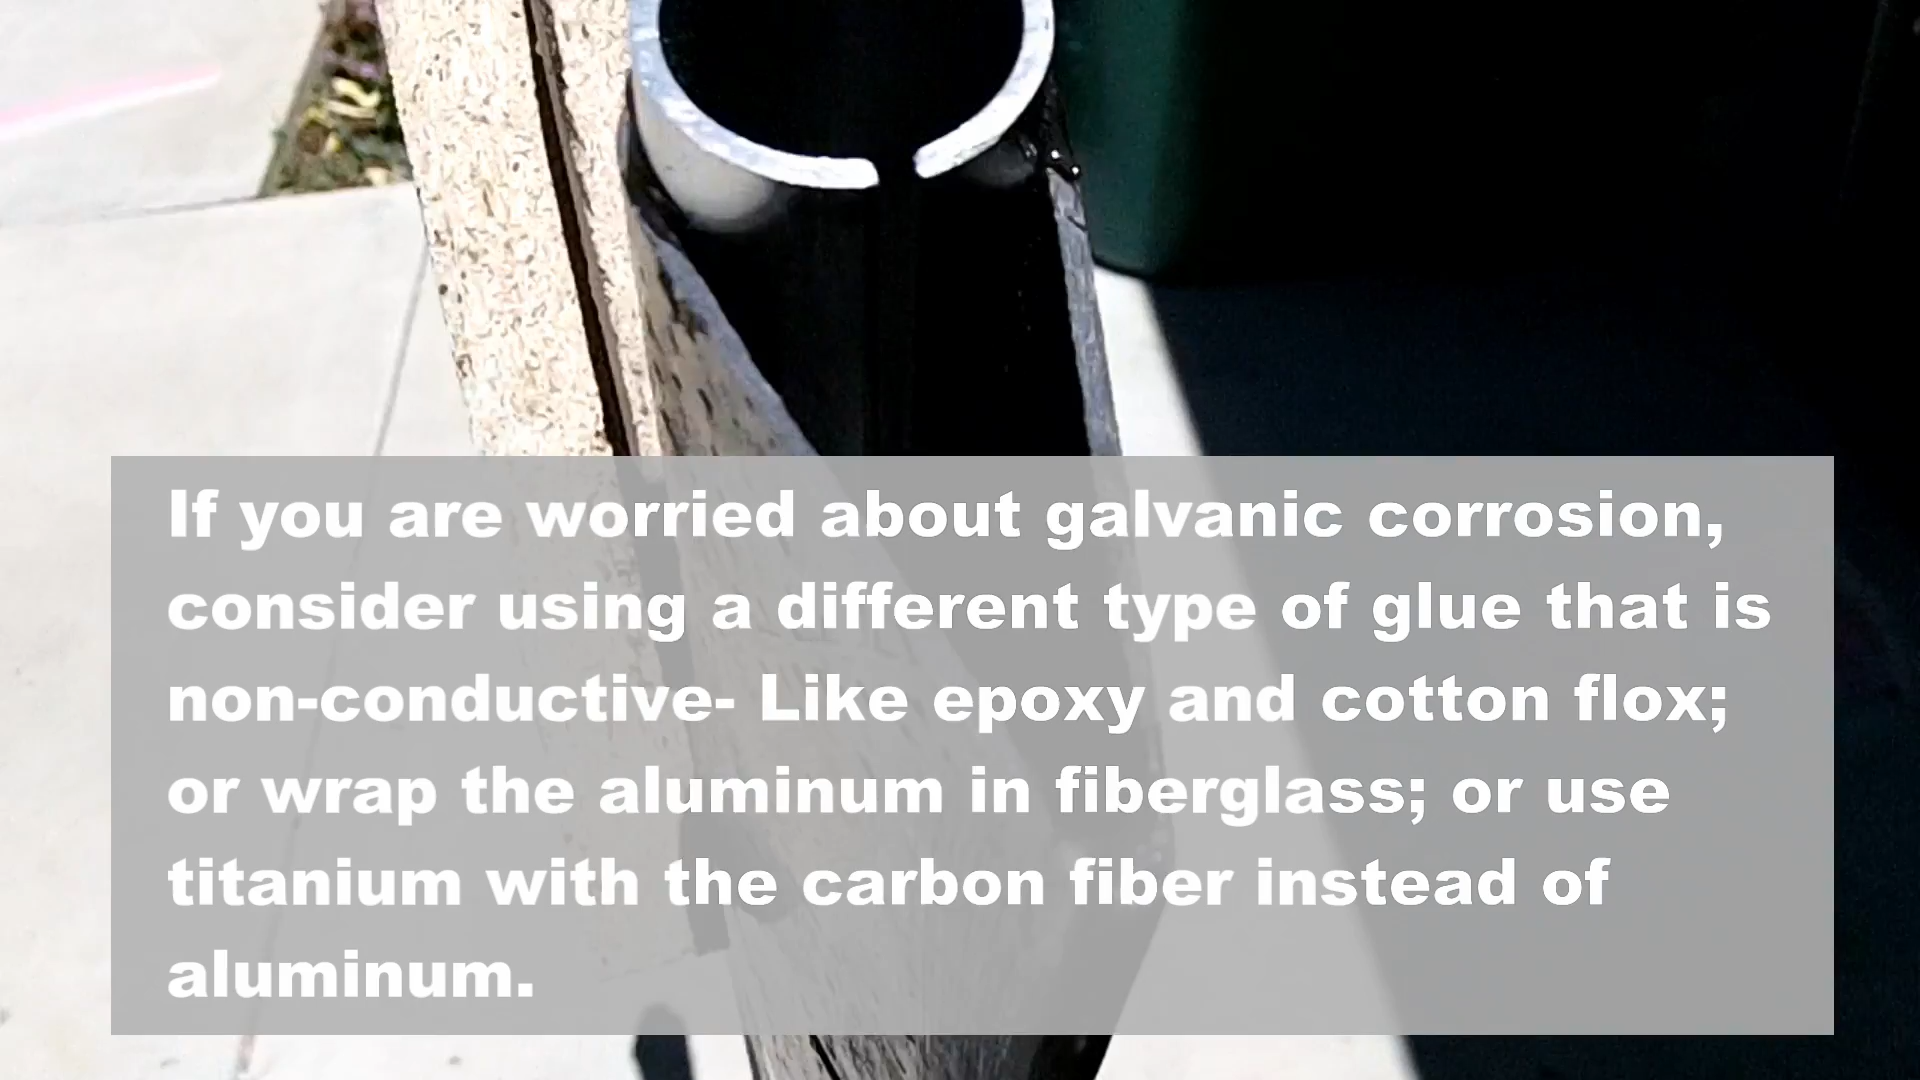 If you are worried about galvanic corrosion,
consider using a different type of glue that is
non-conductive- Like epoxy and cotton flox;
or wrap the aluminum in fiberglass; or use
titanium with the carbon fiber instead of
aluminum.